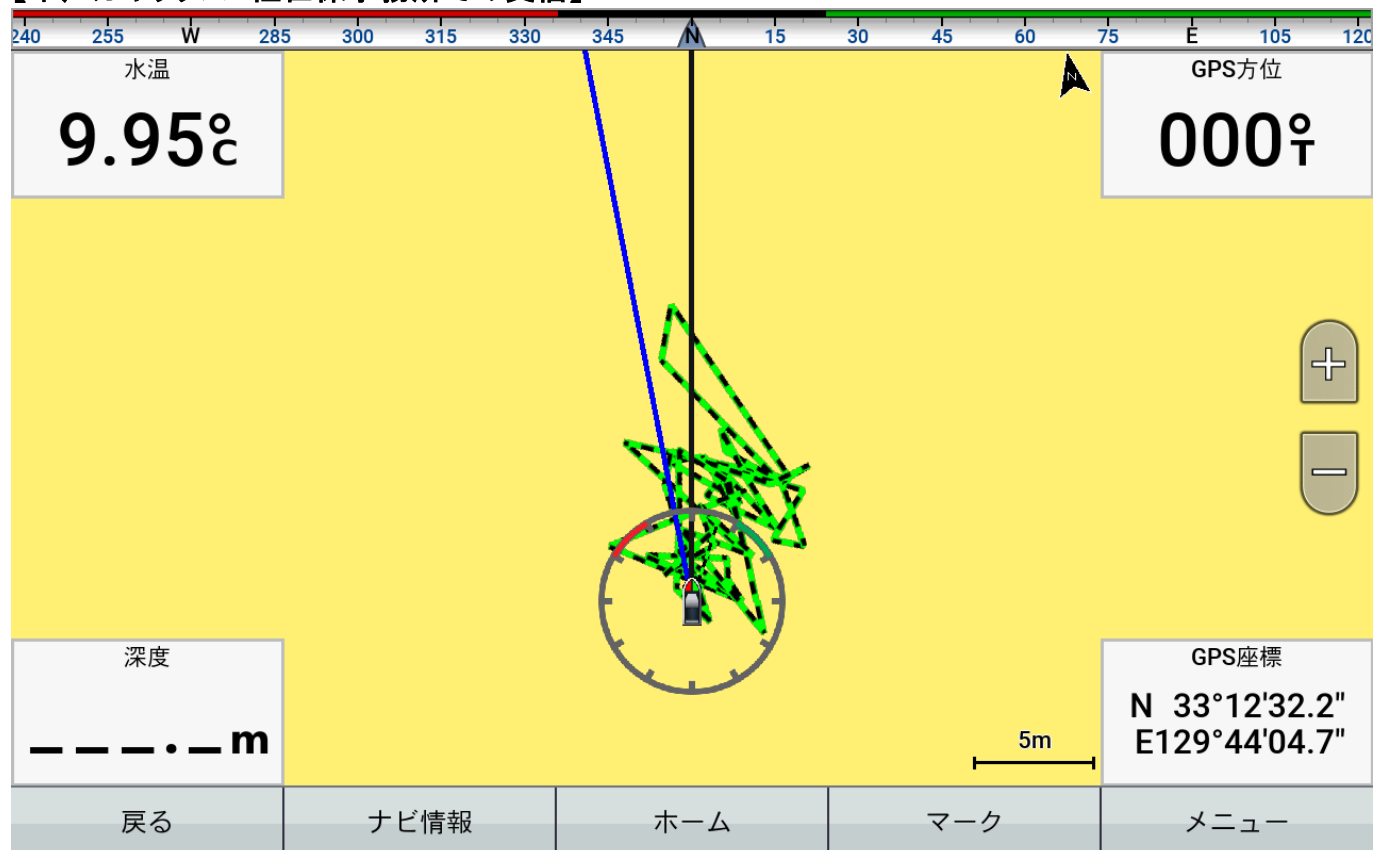 240 255 W 285 300 315 330 345 N 15 30 45 60 75 E 105 120
水温
9.95°C
GPS方位
000°T
N
深度
___._m
5m
GPS座標
N 33°12'32.2"
E129°44'04.7"
戻る ナビ情報 ホーム マーク メニュー